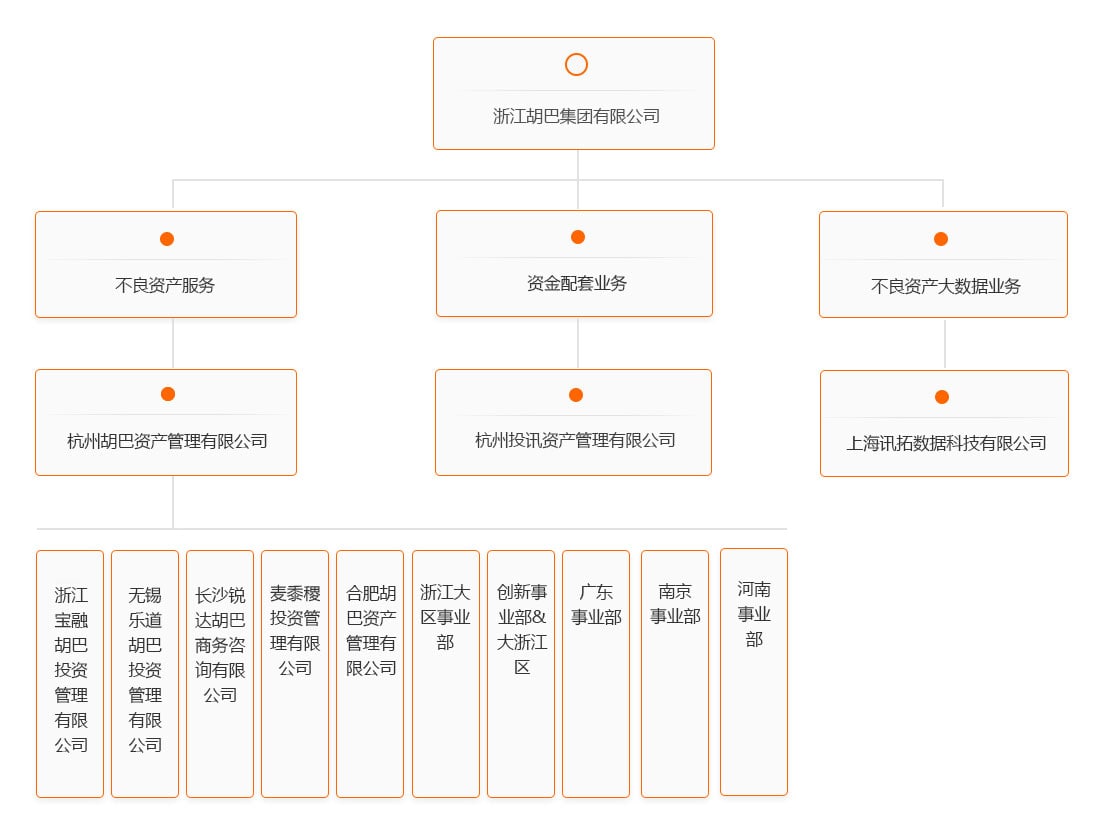 浙江胡巴集团有限公司
不良资产服务
资金配套业务
不良资产大数据业务
杭州胡巴资产管理有限公司
杭州投讯资产管理有限公司
上海讯拓数据科技有限公司
浙江
宝融
胡巴
投资
管理
有限
公司
无锡
乐道
胡巴
投资
管理
有限
公司
长沙锐
达胡巴
商务咨
询有限
公司
麦黍稷
投资管
理有限
公司
合肥胡
巴资产
管理有
限公司
浙江大
区事业
部
创新事
业部&
大浙江
区
广东
事业部
南京
事业部
河南
事业
部